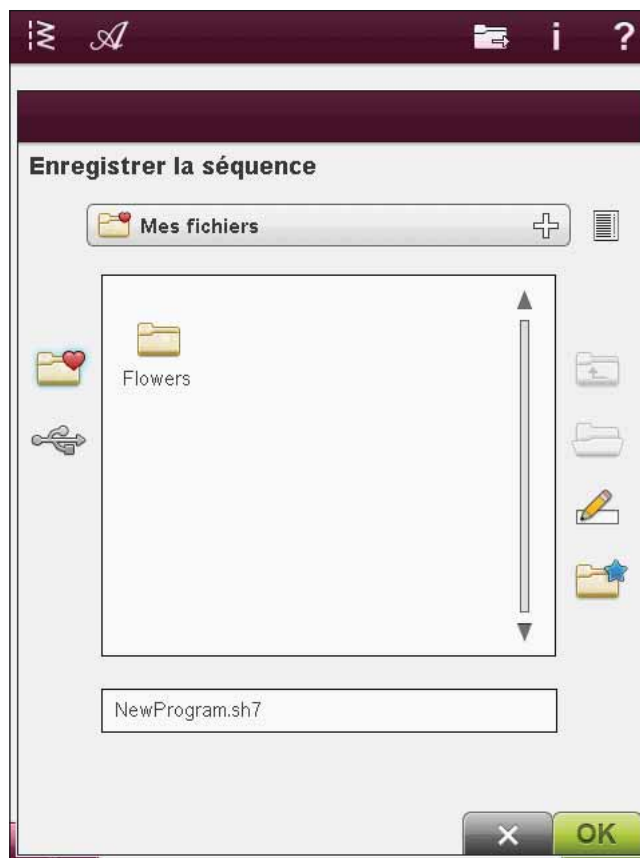 A
i ?
Enregistrer la séquence
Mes fichiers
Flowers
NewProgram.sh7
OK